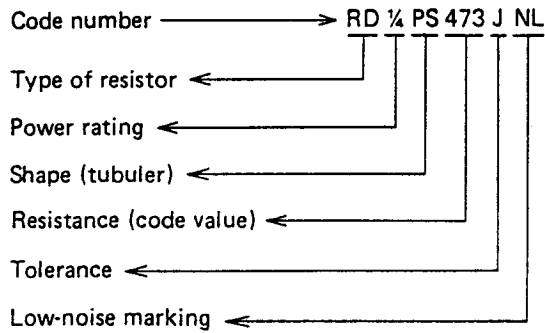 Code number RD ¼ PS 473 J NL
Type of resistor
Power rating
Shape (tubuler)
Resistance (code value)
Tolerance
Low-noise marking